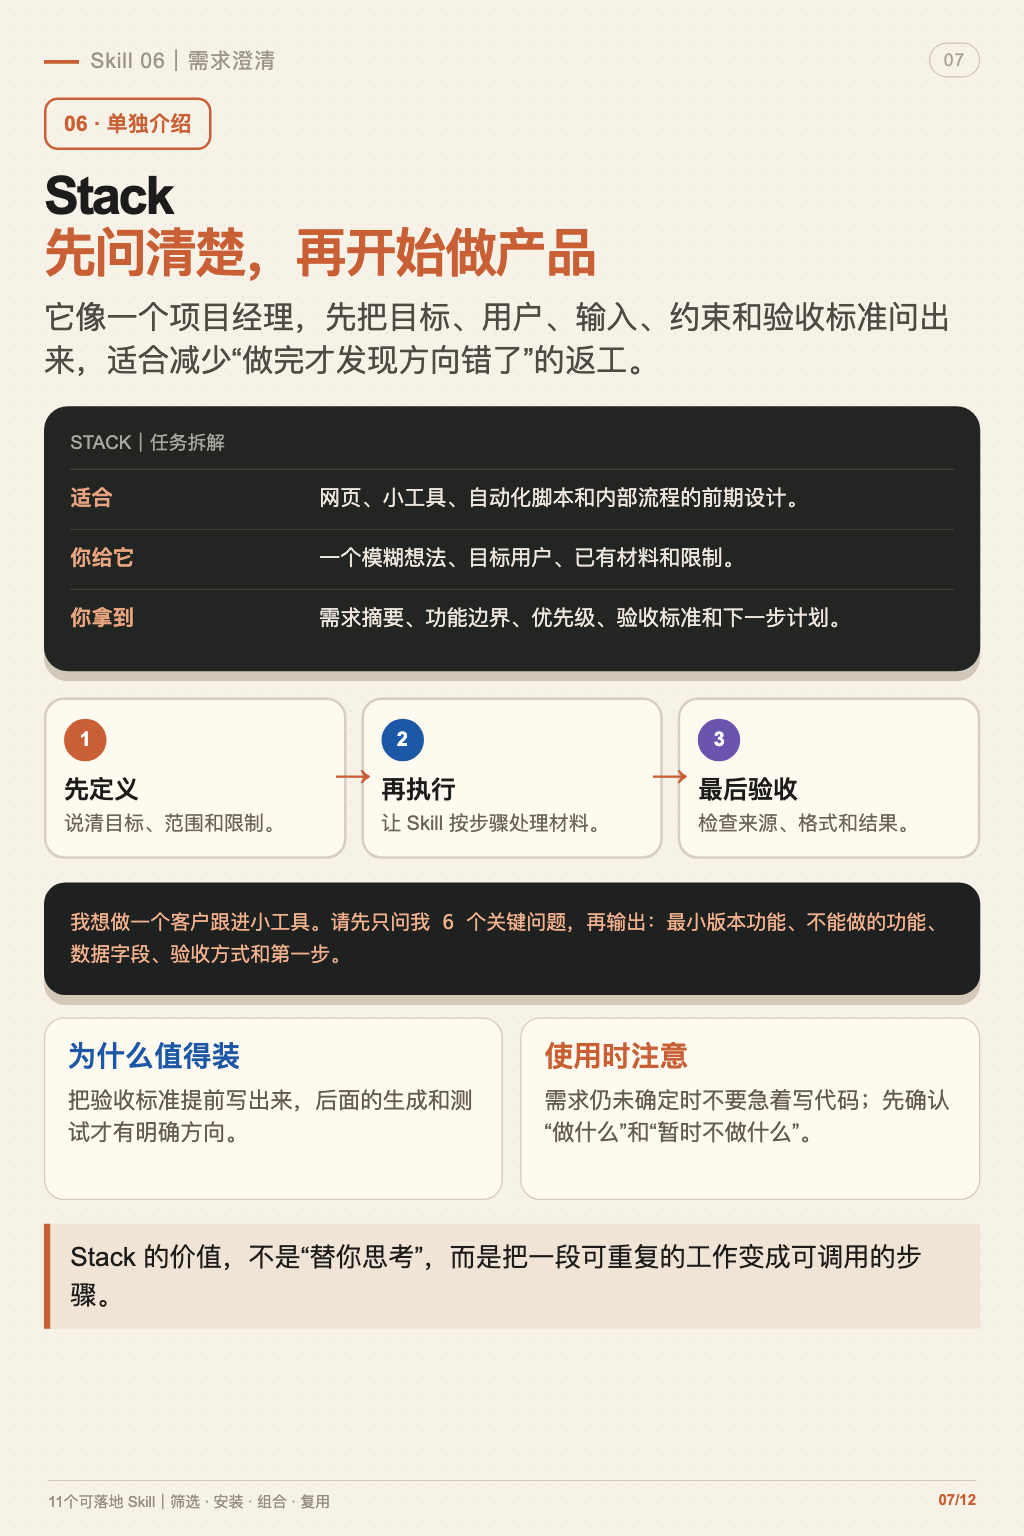 Skill 06｜需求澄清
07
06 · 单独介绍
Stack
先问清楚，再开始做产品
它像一个项目经理，先把目标、用户、输入、约束和验收标准问出
来，适合减少“做完才发现方向错了”的返工。
STACK｜任务拆解
适合
网页、小工具、自动化脚本和内部流程的前期设计。
你给它
一个模糊想法、目标用户、已有材料和限制。
你拿到
需求摘要、功能边界、优先级、验收标准和下一步计划。
1
先定义
说清目标、范围和限制。
→
2
再执行
让 Skill 按步骤处理材料。
→
3
最后验收
检查来源、格式和结果。
我想做一个客户跟进小工具。请先只问我 6 个关键问题，再输出：最小版本功能、不能做的功能、
数据字段、验收方式和第一步。
为什么值得装
把验收标准提前写出来，后面的生成和测
试才有明确方向。
使用时注意
需求仍未确定时不要急着写代码；先确认
“做什么”和“暂时不做什么”。
Stack 的价值，不是“替你思考”，而是把一段可重复的工作变成可调用的步
骤。
11个可落地 Skill｜筛选 · 安装 · 组合 · 复用
07/12